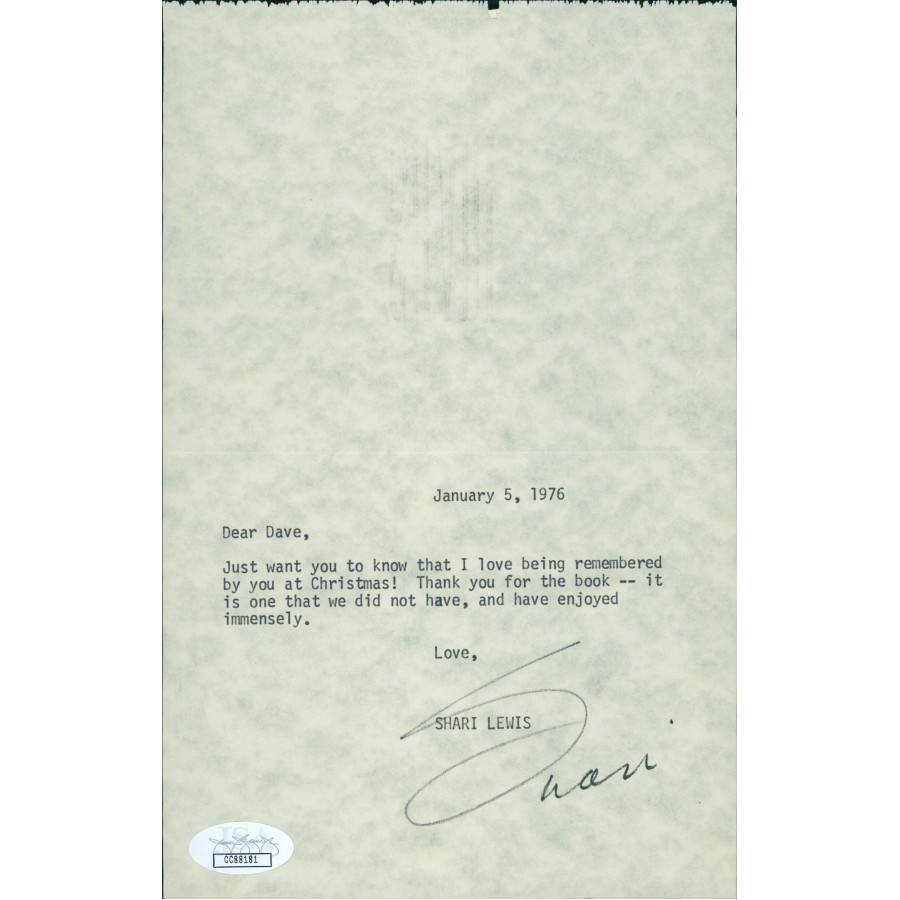 January 5, 1976
Dear Dave,
Just want you to know that I love being remembered
by you at Christmas!  Thank you for the book -- it
is one that we did not have, and have enjoyed
immensely.
Love,
SHARI LEWIS
Shari
JSA
CC88181